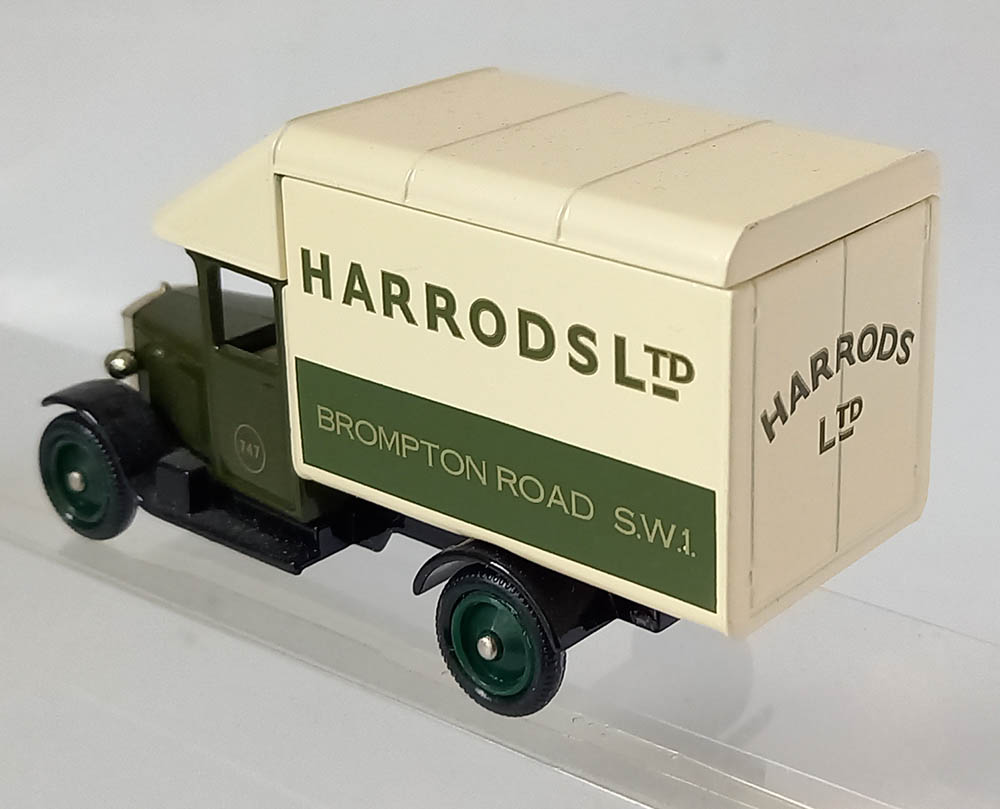 HARRODS LTD
BROMPTON ROAD S.W.1.
747
HARRODS
LTD